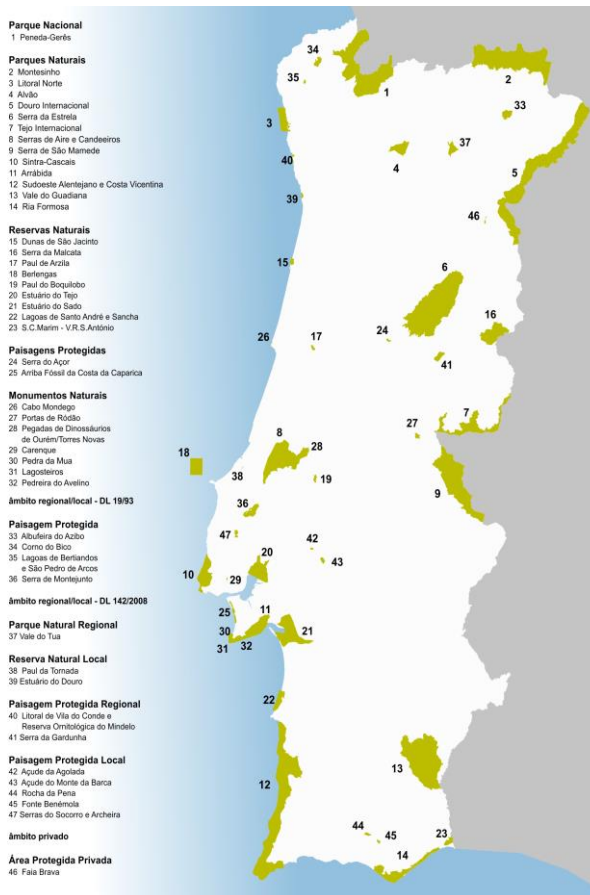 Parque Nacional
1 Peneda-Gerês
Parques Naturais
2 Montesinho
3 Litoral Norte
4 Alvão
5 Douro Internacional
6 Serra da Estrela
7 Tejo Internacional
8 Serras de Aire e Candeeiros
9 Serra de São Mamede
10 Sintra-Cascais
11 Arrábida
12 Sudoeste Alentejano e Costa Vicentina
13 Vale do Guadiana
14 Ria Formosa
Reservas Naturais
15 Dunas de São Jacinto
16 Serra da Malcata
17 Paul de Arzila
18 Berlengas
19 Paul do Boquilobo
20 Estuário do Tejo
21 Estuário do Sado
22 Lagoas de Santo André e Sancha
23 S.C.Marim - V.R.S.António
Paisagens Protegidas
24 Serra do Açor
25 Arriba Fóssil da Costa da Caparica
Monumentos Naturais
26 Cabo Mondego
27 Portas de Ródão
28 Pegadas de Dinossáurios
de Ourém/Torres Novas
29 Carenque
30 Pedra da Mua
31 Lagosteiros
32 Pedreira do Avelino
âmbito regional/local - DL 19/93
Paisagem Protegida
33 Albufeira do Azibo
34 Corno do Bico
35 Lagoas de Bertiandos
e São Pedro de Arcos
36 Serra de Montejunto
âmbito regional/local - DL 142/2008
Parque Natural Regional
37 Vale do Tua
Reserva Natural Local
38 Paul da Tornada
39 Estuário do Douro
Paisagem Protegida Regional
40 Litoral de Vila do Conde e
Reserva Ornitológica do Mindelo
41 Serra da Gardunha
Paisagem Protegida Local
42 Açude da Agolada
43 Açude do Monte da Barca
44 Rocha da Pena
45 Fonte Benémola
47 Serras do Socorro e Archeira
âmbito privado
Área Protegida Privada
46 Faia Brava
34
35
1
2
33
3
37
40
4
5
39
46
15
6
16
26
17
24
41
7
27
8
28
18
38
19
9
36
47
42
20
43
10
29
25
11
30
21
31
32
22
12
13
44
45
23
14